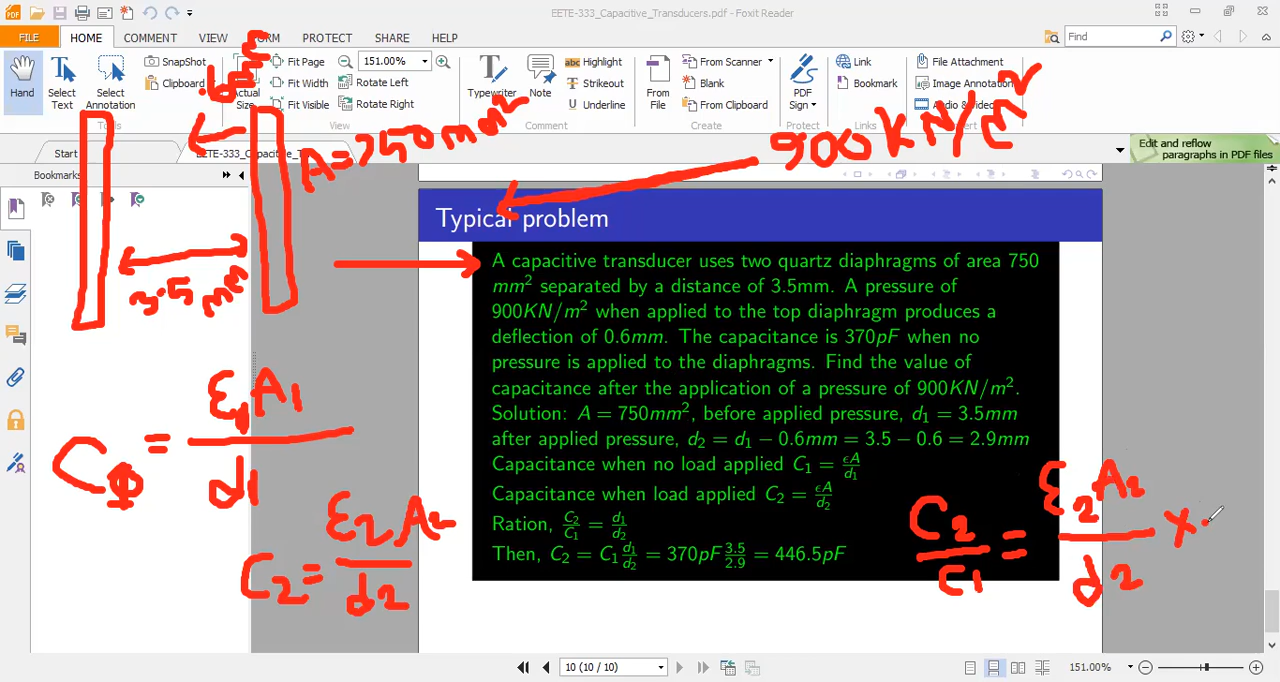 EETE-333_Capacitive_Transducers.pdf - Foxit Reader
FILE HOME COMMENT VIEW FORM PROTECT SHARE HELP
Find
SnapShot
Clipboard
Hand
Select Text
Select Annotation
Actual Size
Fit Page
Fit Width
Fit Visible
151.00%
Rotate Left
Rotate Right
Typewriter
Note
Highlight
Strikeout
Underline
From File
From Scanner
Blank
From Clipboard
PDF Sign
Link
Bookmark
File Attachment
Image Annotation
Audio & Video
Tools View Comment Create Protect Links
Start
EETE-333_Capacitive_T
Edit and reflow
paragraphs in PDF files
Bookmarks
A=750mm²
900KN/m²
3.5mm
Typical problem
A capacitive transducer uses two quartz diaphragms of area 750
mm² separated by a distance of 3.5mm. A pressure of
900KN/m² when applied to the top diaphragm produces a
deflection of 0.6mm. The capacitance is 370pF when no
pressure is applied to the diaphragms. Find the value of
capacitance after the application of a pressure of 900KN/m².
Solution: A = 750mm², before applied pressure, d₁ = 3.5mm
after applied pressure, d₂ = d₁ − 0.6mm = 3.5 − 0.6 = 2.9mm
Capacitance when no load applied C₁ = ϵA/d₁
Capacitance when load applied C₂ = ϵA/d₂
Ration, C₂/C₁ = d₁/d₂
Then, C₂ = C₁ d₁/d₂ = 370pF 3.5/2.9 = 446.5pF
C₁ = ε₁A₁/d1
C2 = ε2A2/d2
C2/C1 = ε2A2/d2 ×
10 (10 / 10)
151.00%